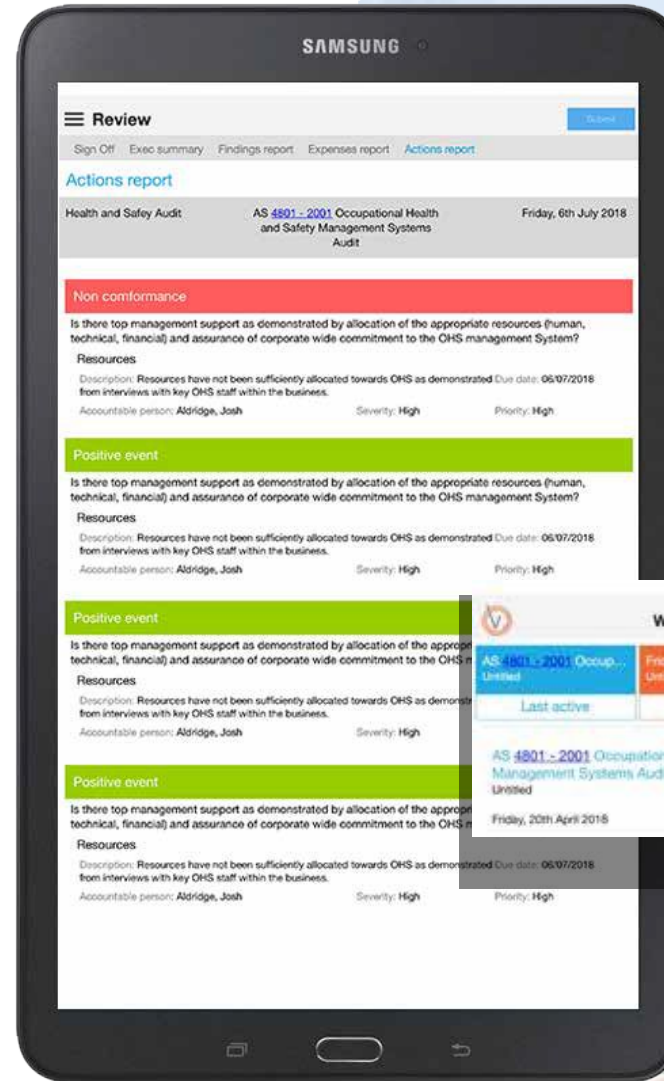 SAMSUNG
Review
Submit
Sign Off Exec summary Findings report Expenses report Actions report
Actions report
Health and Safey Audit
AS 4801 - 2001 Occupational Health
and Safety Management Systems
Audit
Friday, 6th July 2018
Non comformance
Is there top management support as demonstrated by allocation of the appropriate resources (human,
technical, financial) and assurance of corporate wide commitment to the OHS management System?
Resources
Description: Resources have not been sufficiently allocated towards OHS as demonstrated Due date: 06/07/2018
from interviews with key OHS staff within the business.
Accountable person: Aldridge, Josh Severity: High Priority: High
Positive event
Is there top management support as demonstrated by allocation of the appropriate resources (human,
technical, financial) and assurance of corporate wide commitment to the OHS management System?
Resources
Description: Resources have not been sufficiently allocated towards OHS as demonstrated Due date: 06/07/2018
from interviews with key OHS staff within the business.
Accountable person: Aldridge, Josh Severity: High Priority: High
Positive event
Is there top management support as demonstrated by allocation of the approp
technical, financial) and assurance of corporate wide commitment to the OHS m
Resources
Description: Resources have not been sufficiently allocated towards OHS as demonstr
from interviews with key OHS staff within the business.
Accountable person: Aldridge, Josh Severity: High
Positive event
Is there top management support as demonstrated by allocation of the approp
technical, financial) and assurance of corporate wide commitment to the OHS m
Resources
Description: Resources have not been sufficiently allocated towards OHS as demonstrated Due date: 06/07/2018
from interviews with key OHS staff within the business.
Accountable person: Aldridge, Josh Severity: High Priority: High
V
W
AS 4801 - 2001 Occup...
Untitled
Last active
AS 4801 - 2001 Occupation
Management Systems Audi
Untitled
Friday, 20th April 2018